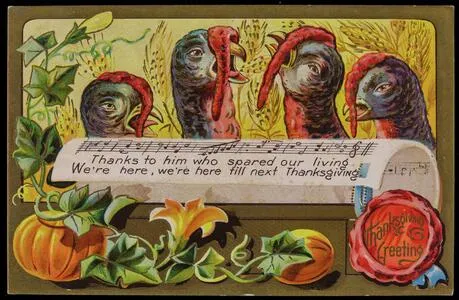 Thanks to him who spared our living
We're here, we're here till next Thanksgiving
Thanksgiving
Greeting